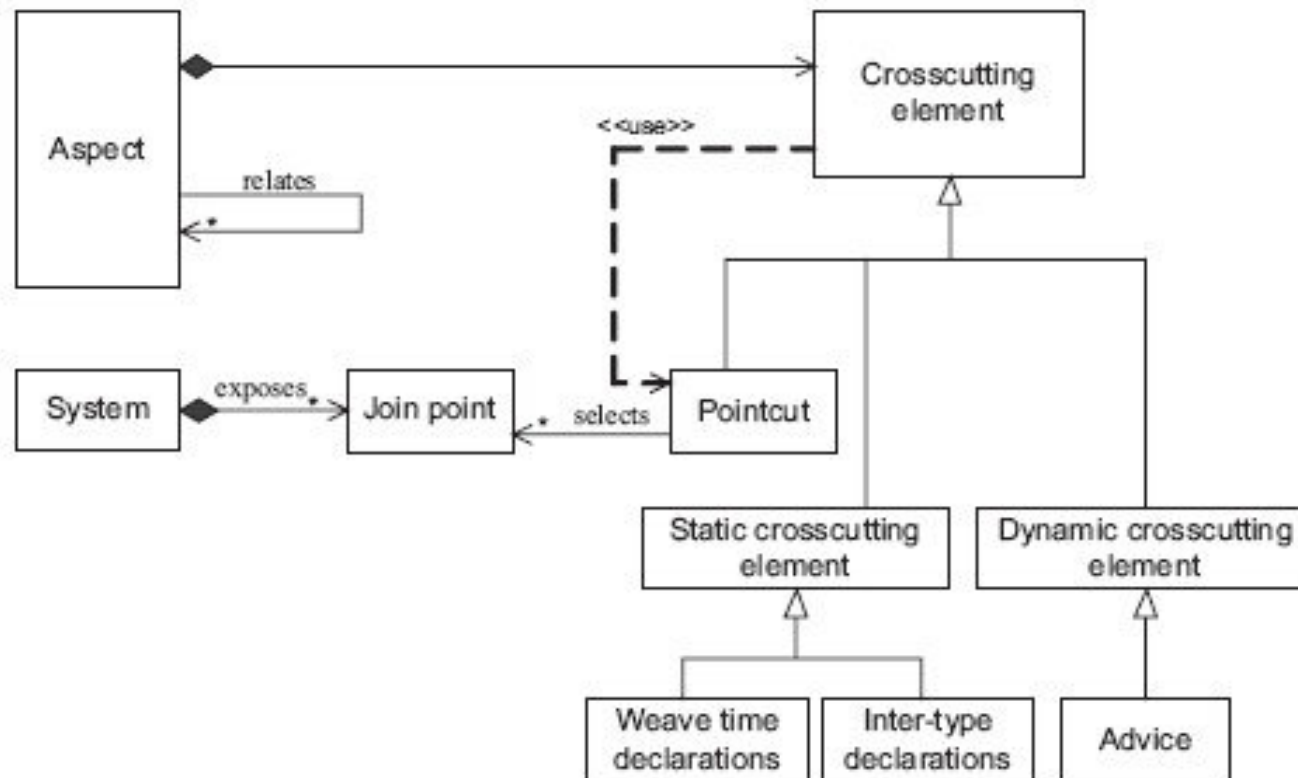 Crosscutting
element
<<use>>
Aspect
relates
*
System
exposes
*
Join point
*
selects
Pointcut
Static crosscutting
element
Dynamic crosscutting
element
Weave time
declarations
Inter-type
declarations
Advice